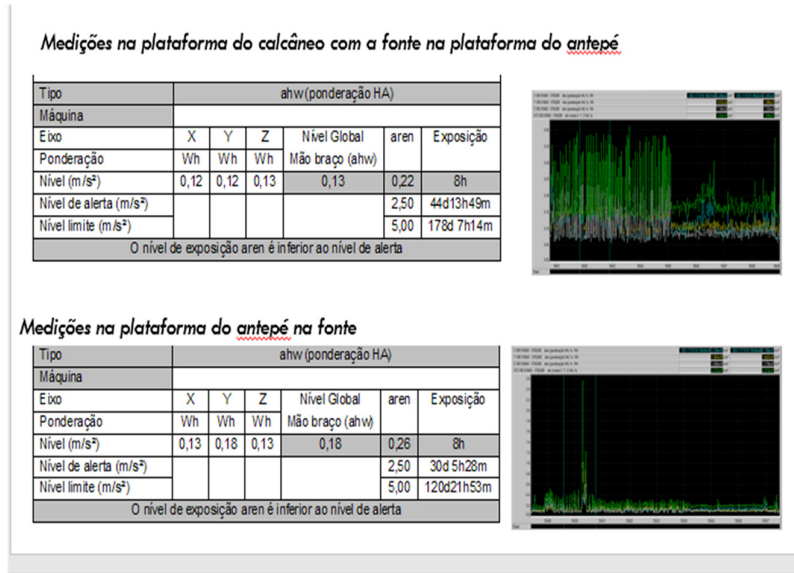 Medições na plataforma do calcâneo com a fonte na plataforma do antepé
Tipo ahw (ponderação HA)
Máquina
Eixo X Y Z Nível Global aren Exposição
Ponderação Wh Wh Wh Mão braço (ahw)
Nível (m/s²) 0,12 0,12 0,13 0,13 0,22 8h
Nível de alerta (m/s²) 2,50 44d13h49m
Nível limite (m/s²) 5,00 178d 7h14m
O nível de exposição aren é inferior ao nível de alerta
Medições na plataforma do antepé na fonte
Tipo ahw (ponderação HA)
Máquina
Eixo X Y Z Nível Global aren Exposição
Ponderação Wh Wh Wh Mão braço (ahw)
Nível (m/s²) 0,13 0,18 0,13 0,18 0,26 8h
Nível de alerta (m/s²) 2,50 30d 5h28m
Nível limite (m/s²) 5,00 120d21h53m
O nível de exposição aren é inferior ao nível de alerta